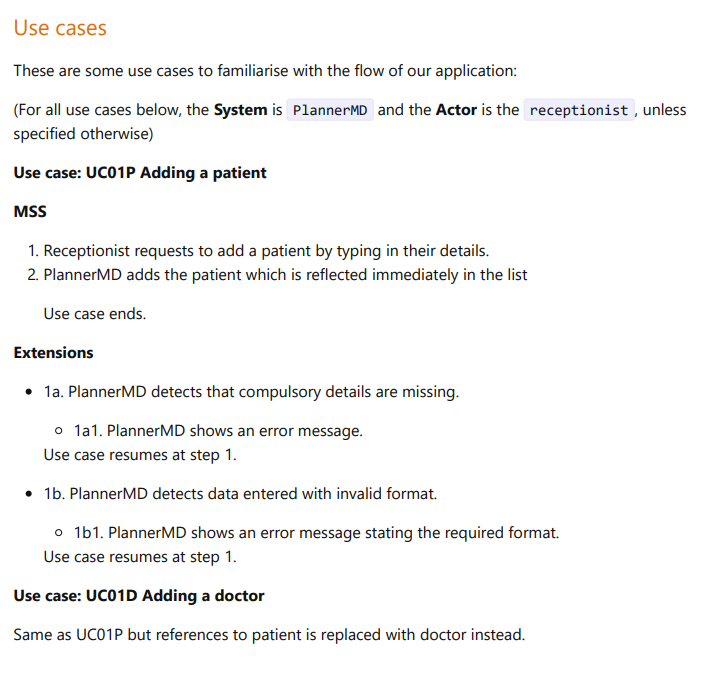 Use cases
These are some use cases to familiarise with the flow of our application:
(For all use cases below, the System is PlannerMD and the Actor is the receptionist, unless
specified otherwise)
Use case: UC01P Adding a patient
MSS
1. Receptionist requests to add a patient by typing in their details.
2. PlannerMD adds the patient which is reflected immediately in the list
Use case ends.
Extensions
• 1a. PlannerMD detects that compulsory details are missing.
○ 1a1. PlannerMD shows an error message.
Use case resumes at step 1.
• 1b. PlannerMD detects data entered with invalid format.
○ 1b1. PlannerMD shows an error message stating the required format.
Use case resumes at step 1.
Use case: UC01D Adding a doctor
Same as UC01P but references to patient is replaced with doctor instead.